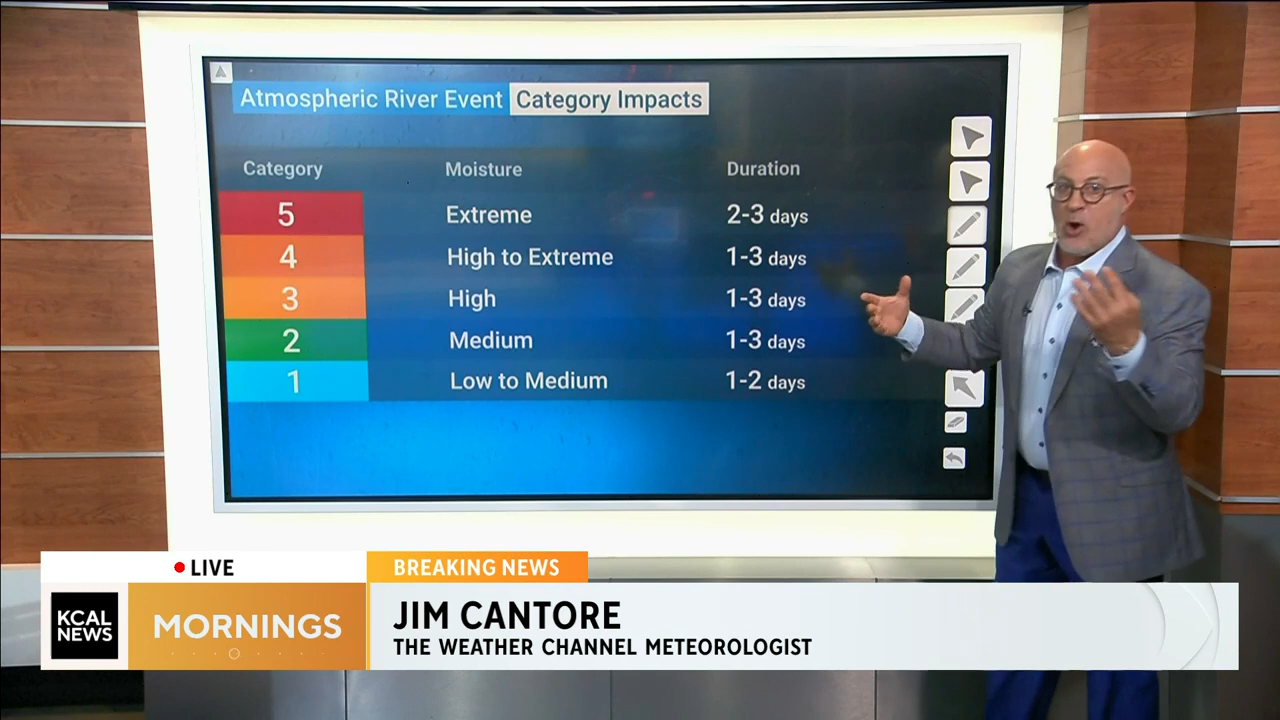 Atmospheric River Event Category Impacts
Category Moisture Duration
5 Extreme 2-3 days
4 High to Extreme 1-3 days
3 High 1-3 days
2 Medium 1-3 days
1 Low to Medium 1-2 days
LIVE BREAKING NEWS
KCAL NEWS
MORNINGS
JIM CANTORE
THE WEATHER CHANNEL METEOROLOGIST